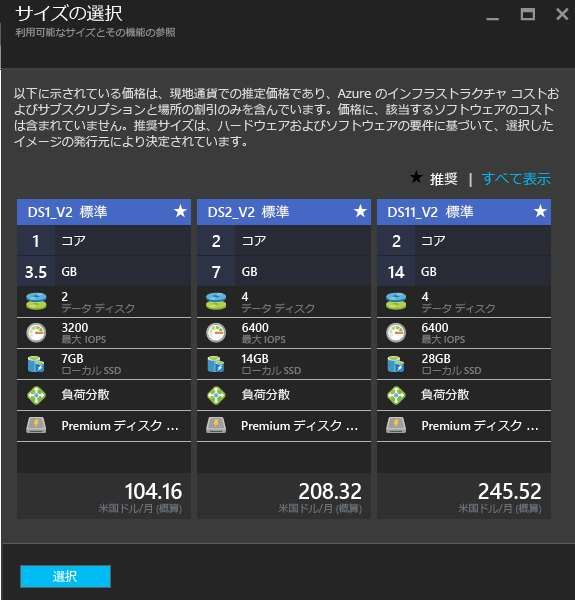 サイズの選択
利用可能なサイズとその機能の参照
以下に示されている価格は、現地通貨での推定価格であり、Azure のインフラストラクチャ コストお
よびサブスクリプションと場所の割引のみを含んでいます。価格に、該当するソフトウェアのコスト
は含まれていません。推奨サイズは、ハードウェアおよびソフトウェアの要件に基づいて、選択した
イメージの発行元により決定されています。
★ 推奨 | すべて表示
DS1_V2 標準 ★
1 コア
3.5 GB
2
データ ディスク
3200
最大 IOPS
7GB
ローカル SSD
負荷分散
Premium ディスク ...
104.16
米国ドル/月 (概算)
DS2_V2 標準 ★
2 コア
7 GB
4
データ ディスク
6400
最大 IOPS
14GB
ローカル SSD
負荷分散
Premium ディスク ...
208.32
米国ドル/月 (概算)
DS11_V2 標準 ★
2 コア
14 GB
4
データ ディスク
6400
最大 IOPS
28GB
ローカル SSD
負荷分散
Premium ディスク ...
245.52
米国ドル/月 (概算)
選択